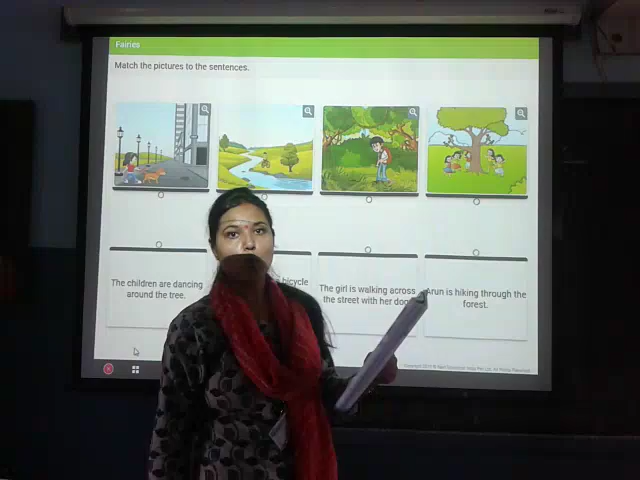 Fairies
Match the pictures to the sentences.
The children are dancing
around the tree.
bicycle
The girl is walking across
the street with her dog
Arun is hiking through the
forest.